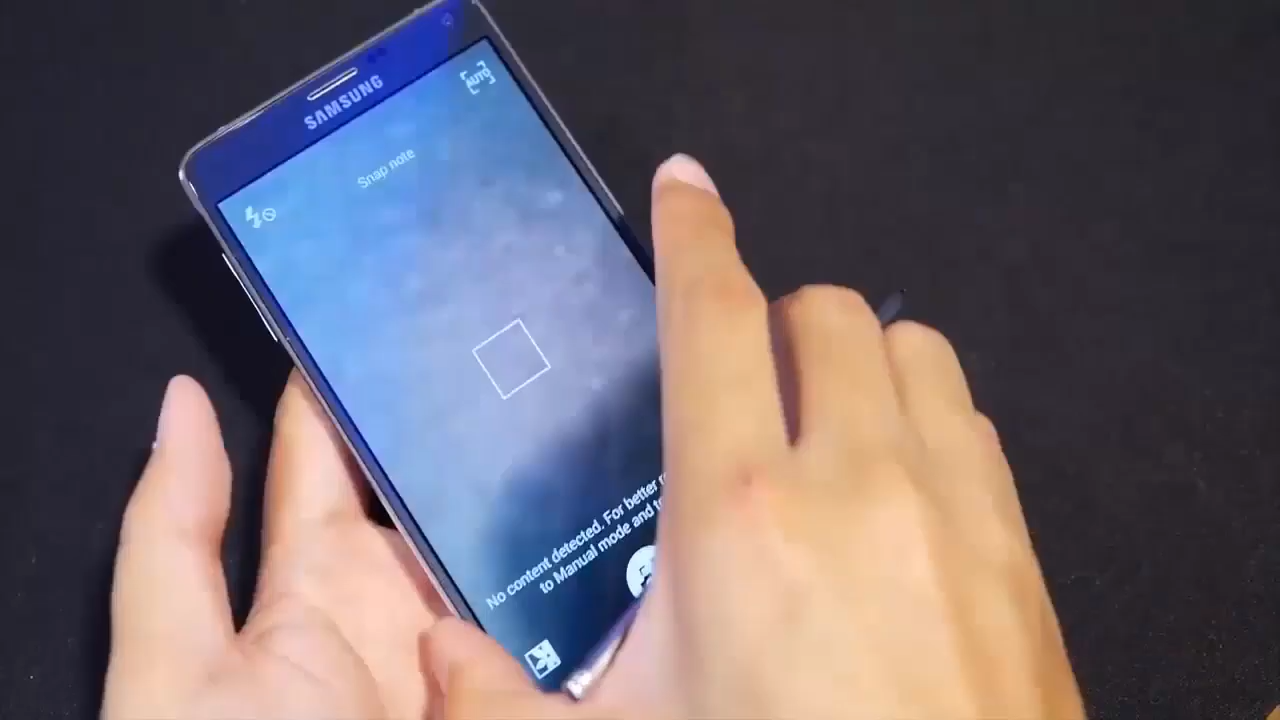 SAMSUNG
AUTO
Snap note
No content detected. For better
to Manual mode and